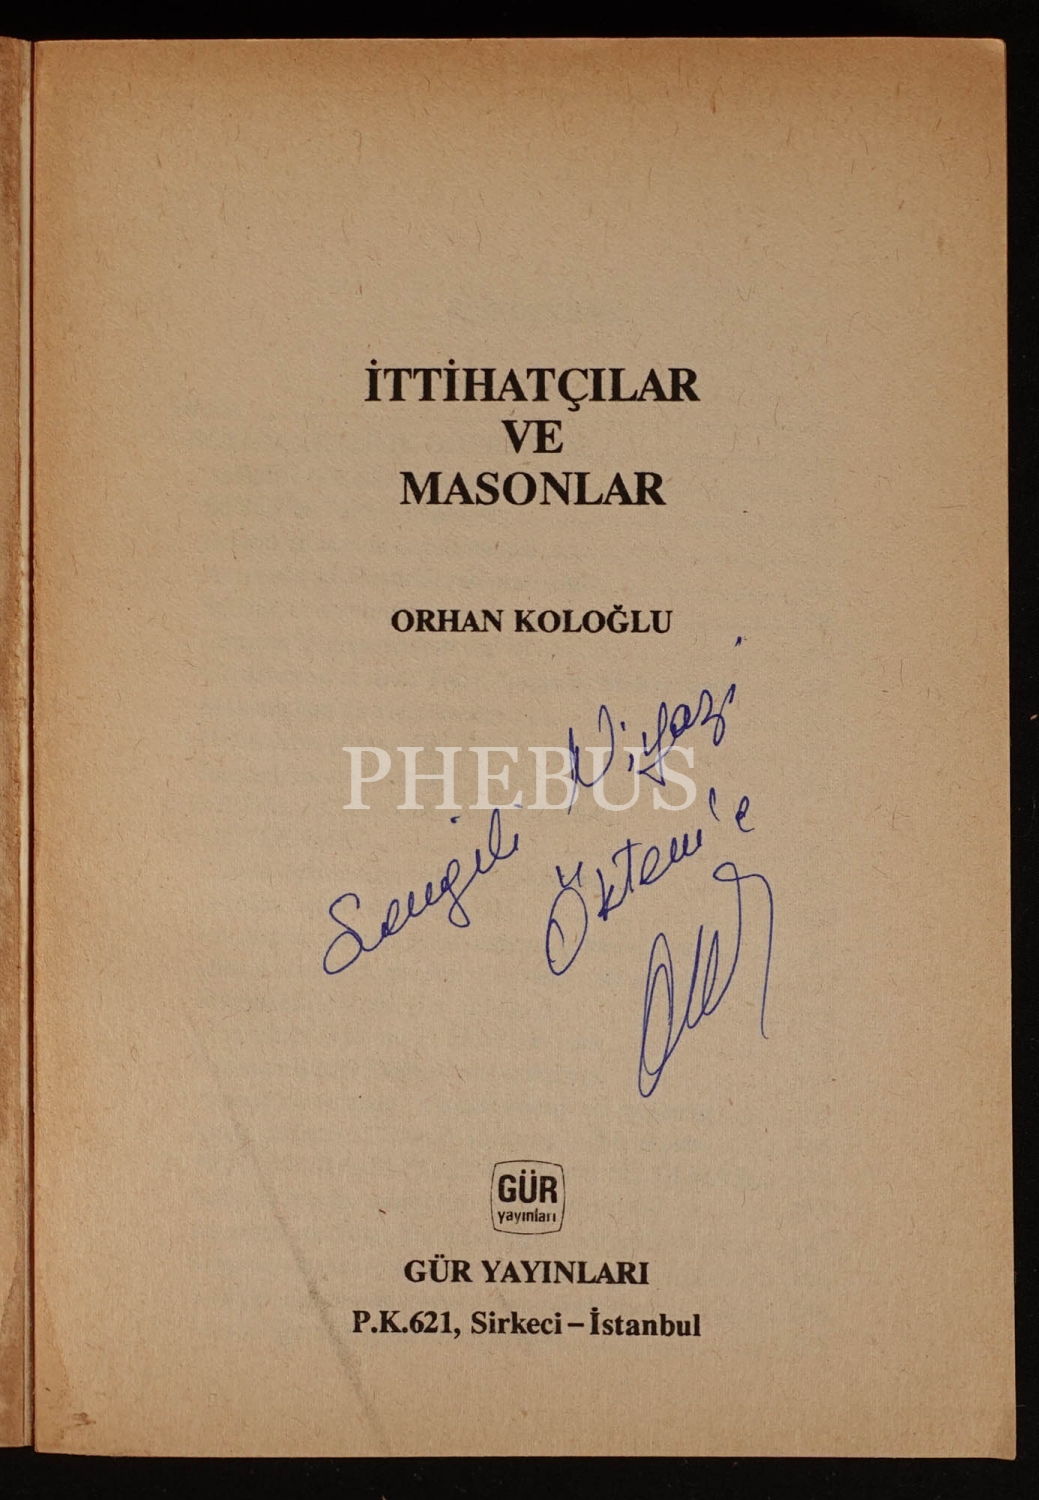 İTTİHATÇILAR
VE
MASONLAR
ORHAN KOLOĞLU
PHEBUS
Sevgili Niyazi
Öktem'e
GÜR
yayınları
GÜR YAYINLARI
P.K.621, Sirkeci–İstanbul